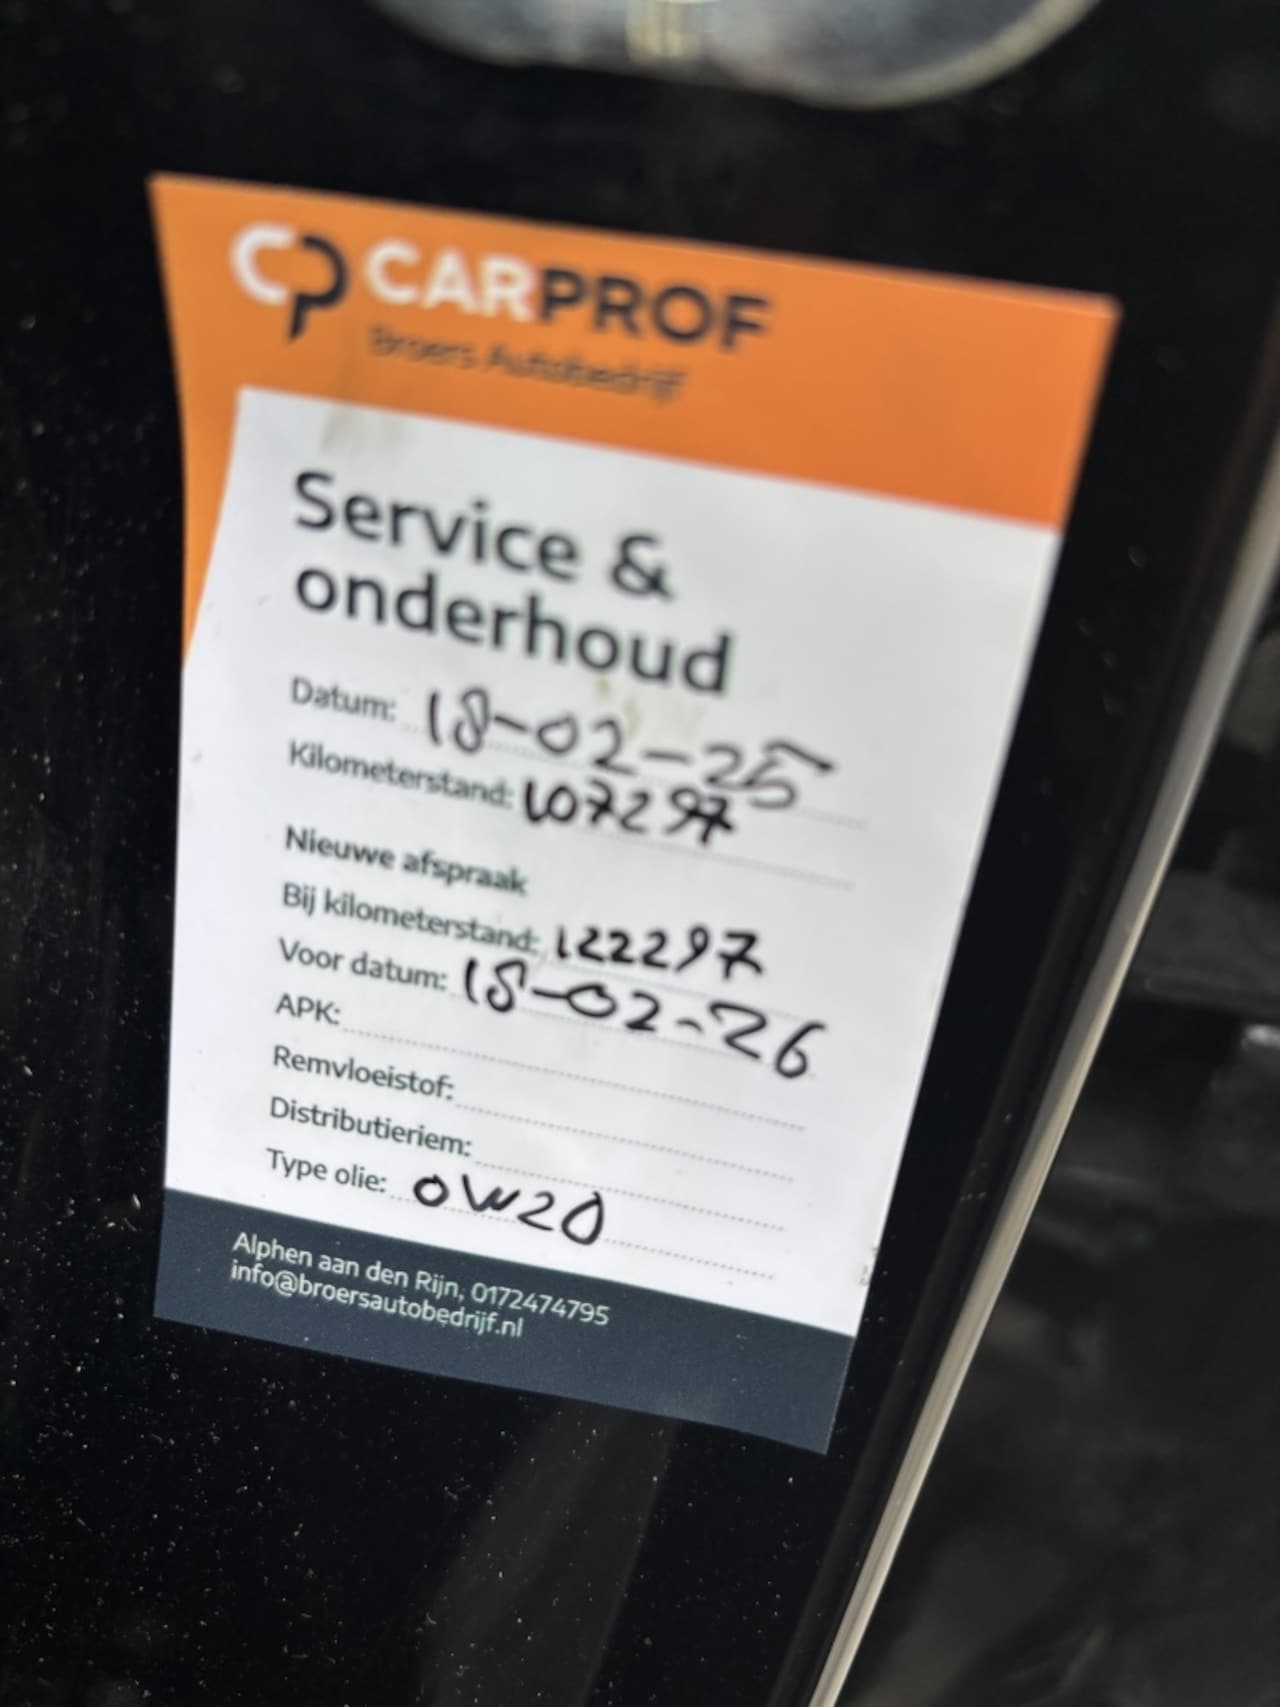 CP CARPROF
Broers Autobedrijf
Service &
onderhoud
Datum: 18-02-25
Kilometerstand: 107297
Nieuwe afspraak
Bij kilometerstand: 122297
Voor datum: 18-02-26
APK:
Remvloeistof:
Distributieriem:
Type olie: 0W20
Alphen aan den Rijn, 0172474795
info@broersautobedrijf.nl